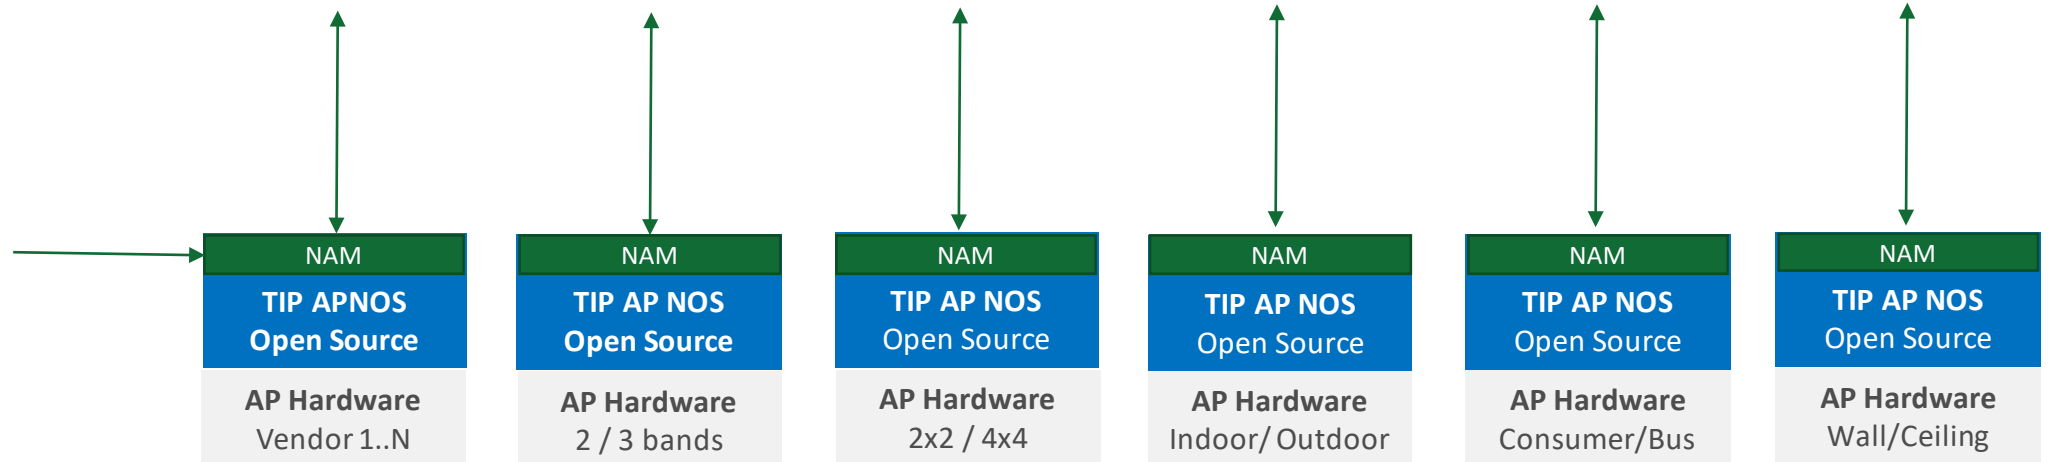 NAM
TIP APNOS
Open Source
AP Hardware
Vendor 1..N
NAM
TIP AP NOS
Open Source
AP Hardware
2 / 3 bands
NAM
TIP AP NOS
Open Source
AP Hardware
2x2 / 4x4
NAM
TIP AP NOS
Open Source
AP Hardware
Indoor/ Outdoor
NAM
TIP AP NOS
Open Source
AP Hardware
Consumer/Bus
NAM
TIP AP NOS
Open Source
AP Hardware
Wall/Ceiling